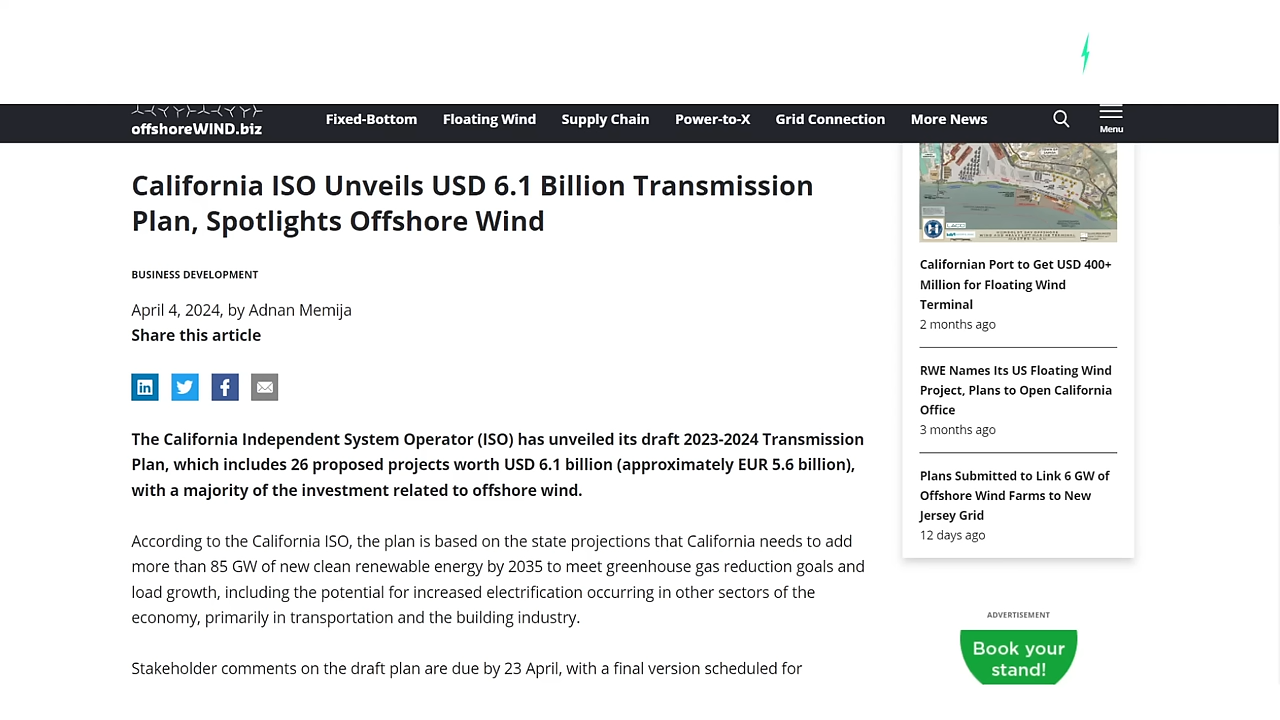 offshoreWIND.biz
Fixed-Bottom Floating Wind Supply Chain Power-to-X Grid Connection More News
Menu
California ISO Unveils USD 6.1 Billion Transmission
Plan, Spotlights Offshore Wind
BUSINESS DEVELOPMENT
April 4, 2024, by Adnan Memija
Share this article
The California Independent System Operator (ISO) has unveiled its draft 2023-2024 Transmission
Plan, which includes 26 proposed projects worth USD 6.1 billion (approximately EUR 5.6 billion),
with a majority of the investment related to offshore wind.
According to the California ISO, the plan is based on the state projections that California needs to add
more than 85 GW of new clean renewable energy by 2035 to meet greenhouse gas reduction goals and
load growth, including the potential for increased electrification occurring in other sectors of the
economy, primarily in transportation and the building industry.
Stakeholder comments on the draft plan are due by 23 April, with a final version scheduled for
Californian Port to Get USD 400+
Million for Floating Wind
Terminal
2 months ago
RWE Names Its US Floating Wind
Project, Plans to Open California
Office
3 months ago
Plans Submitted to Link 6 GW of
Offshore Wind Farms to New
Jersey Grid
12 days ago
ADVERTISEMENT
Book your
stand!